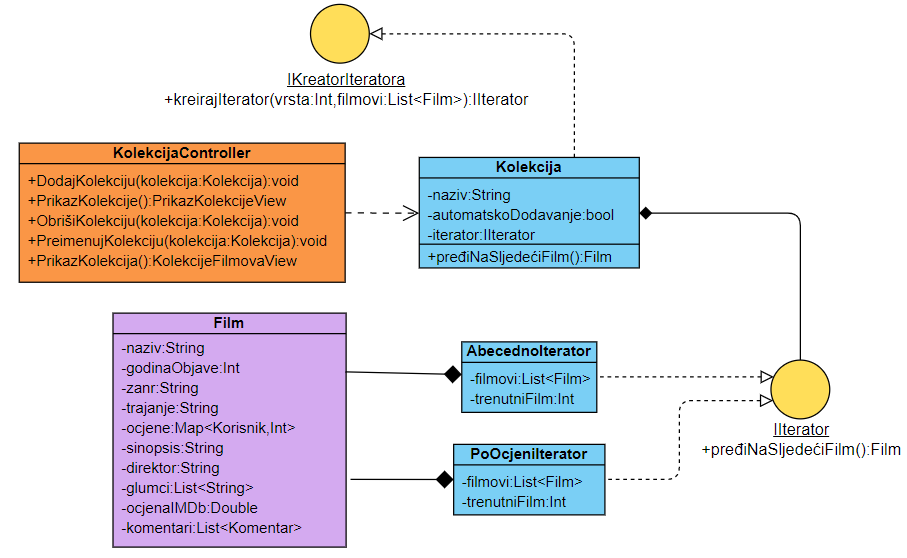 IKreatorIteratora
+kreirajIterator(vrsta:Int,filmovi:List<Film>):IIterator
KolekcijaController
+DodajKolekciju(kolekcija:Kolekcija):void
+PrikazKolekcije():PrikazKolekcijeView
+ObrišiKolekciju(kolekcija:Kolekcija):void
+PreimenujKolekciju(kolekcija:Kolekcija):void
+PrikazKolekcija():KolekcijeFilmovaView
Kolekcija
-naziv:String
-automatskoDodavanje:bool
-iterator:IIterator
+pređiNaSljedećiFilm():Film
Film
-naziv:String
-godinaObjave:Int
-zanr:String
-trajanje:String
-ocjene:Map<Korisnik,Int>
-sinopsis:String
-direktor:String
-glumci:List<String>
-ocjenaIMDb:Double
-komentari:List<Komentar>
AbecednoIterator
-filmovi:List<Film>
-trenutniFilm:Int
PoOcjeniIterator
-filmovi:List<Film>
-trenutniFilm:Int
IIterator
+pređiNaSljedećiFilm():Film